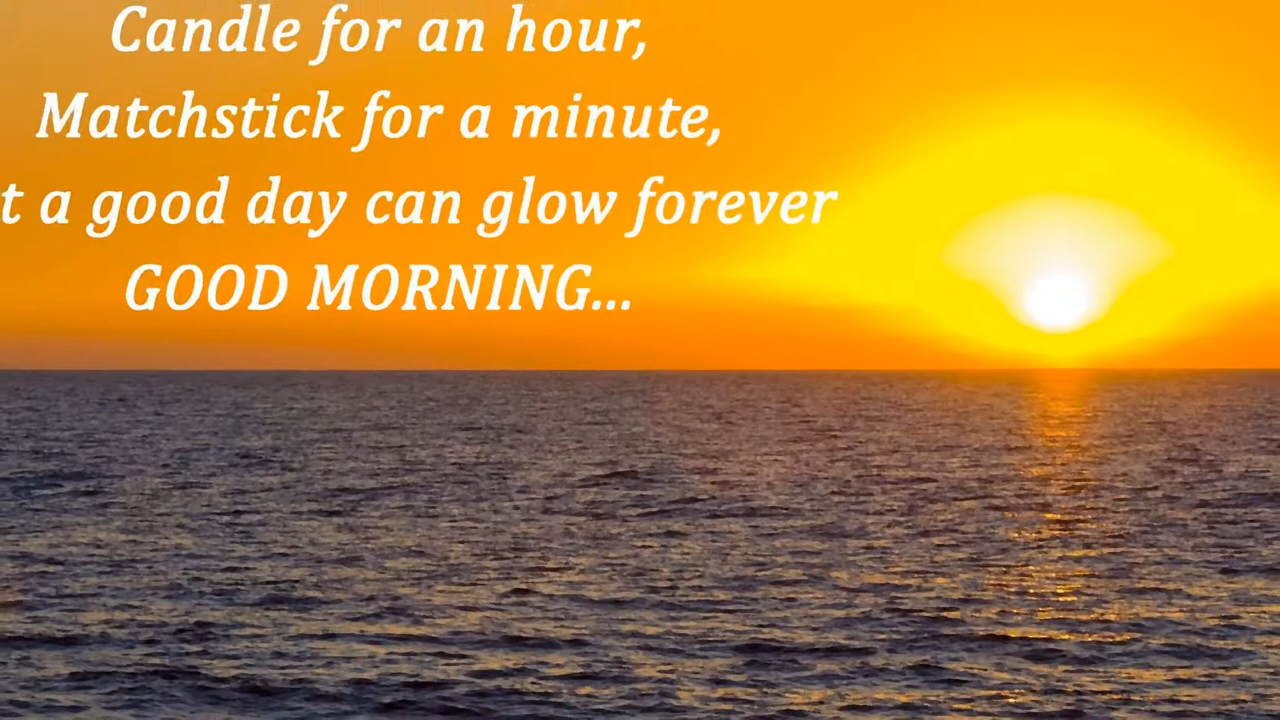 Candle for an hour,
Matchstick for a minute,
t a good day can glow forever
GOOD MORNING...